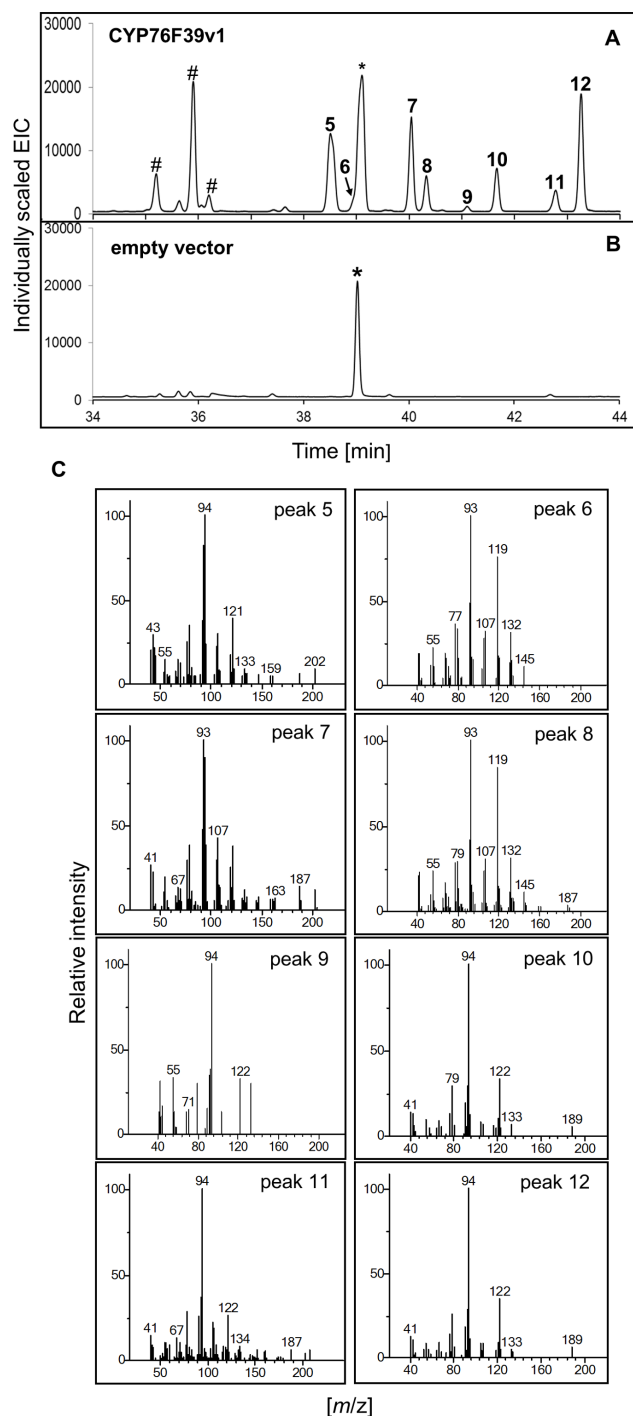 CYP76F39v1
A
30000
20000
10000
0
# # # 5 6 * 7 8 9 10 11 12
empty vector
B
30000
20000
10000
0
*
34 36 38 40 42 44
Individually scaled EIC
Time [min]
C
peak 5
100
50
0
43 55 94 121 133 159 202
50 100 150 200
peak 6
100
50
0
55 77 93 107 119 132 145
40 80 120 160 200
peak 7
100
50
0
41 67 93 107 163 187
50 100 150 200
peak 8
100
50
0
55 79 93 107 119 132 145 187
40 80 120 160 200
peak 9
100
50
0
55 71 94 122
40 80 120 160 200
peak 10
100
50
0
41 79 94 122 133 189
40 80 120 160 200
peak 11
100
50
0
41 67 94 122 134 187
50 100 150 200
peak 12
100
50
0
41 94 122 133 189
40 80 120 160 200
Relative intensity
[m/z]